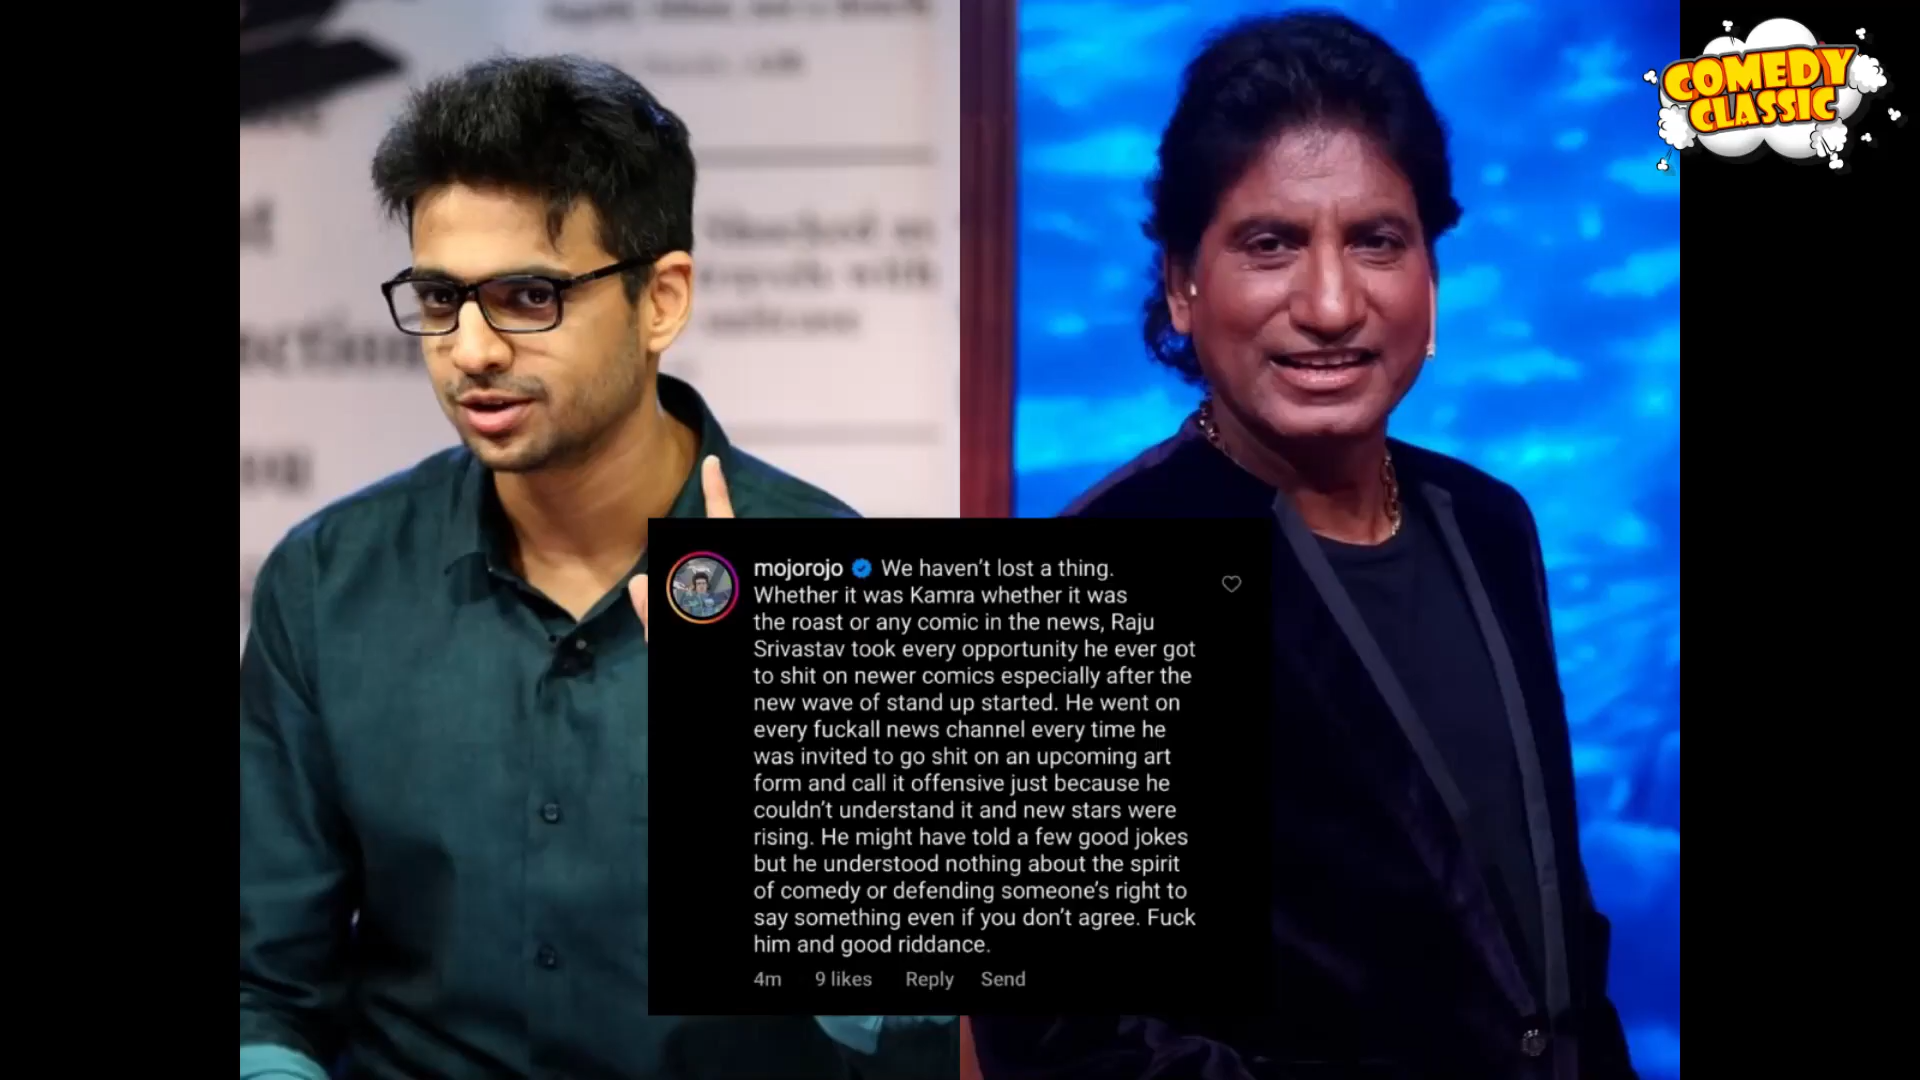 COMEDY
CLASSIC
mojorojo We haven't lost a thing.
Whether it was Kamra whether it was
the roast or any comic in the news, Raju
Srivastav took every opportunity he ever got
to shit on newer comics especially after the
new wave of stand up started. He went on
every fuckall news channel every time he
was invited to go shit on an upcoming art
form and call it offensive just because he
couldn't understand it and new stars were
rising. He might have told a few good jokes
but he understood nothing about the spirit
of comedy or defending someone's right to
say something even if you don't agree. Fuck
him and good riddance.
4m 9 likes Reply Send